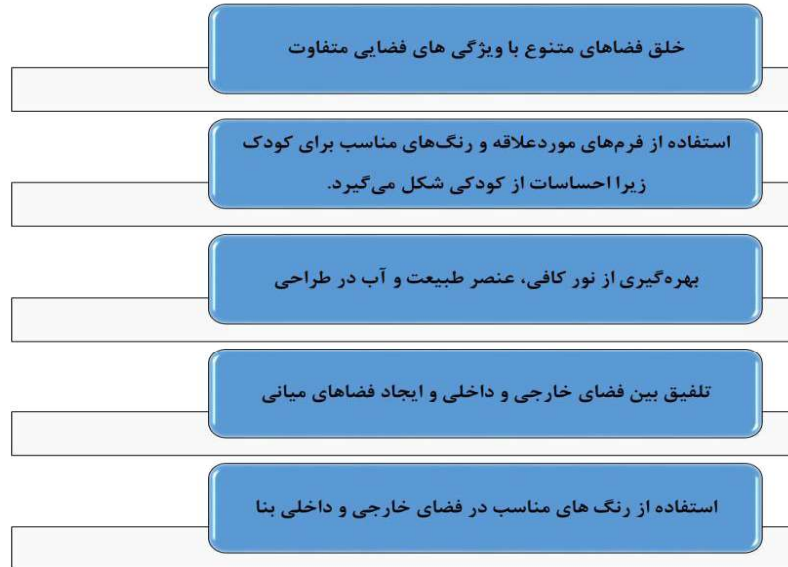 خلق فضاهای متنوع با ویژگی های فضایی متفاوت
استفاده از فرم‌های موردعلاقه و رنگ‌های مناسب برای کودک
زیرا احساسات از کودکی شکل می‌گیرد.
بهره‌گیری از نور کافی، عنصر طبیعت و آب در طراحی
تلفیق بین فضای خارجی و داخلی و ایجاد فضاهای میانی
استفاده از رنگ های مناسب در فضای خارجی و داخلی بنا